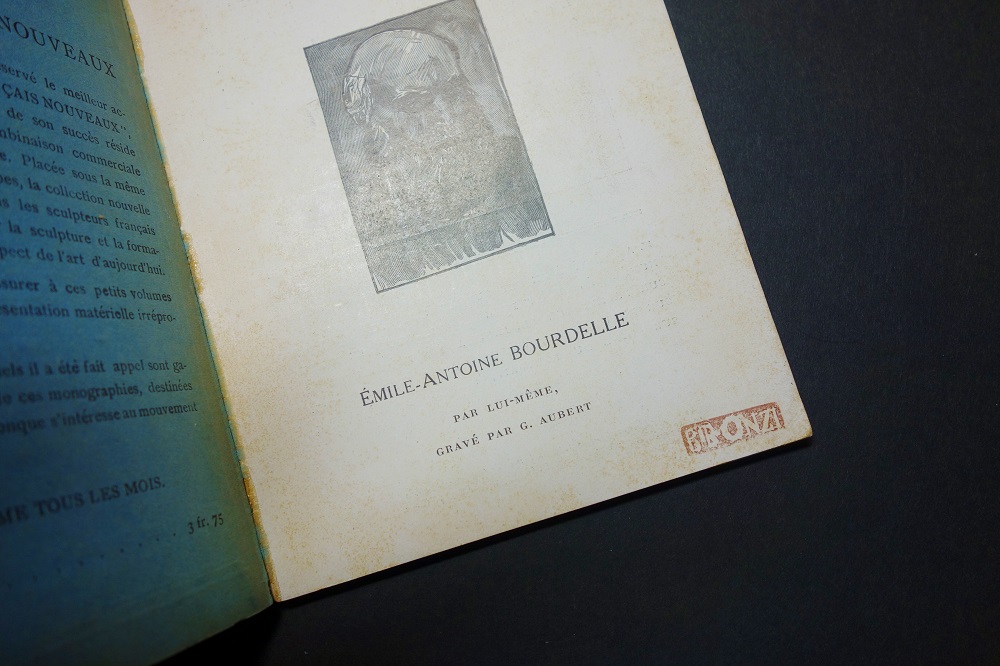 NOUVEAUX
servé le meilleur ac-
ÇAIS NOUVEAUX",
de son succès réside
mbinaison commerciale
e. Placée sous la même
pes, la collection nouvelle
s les sculpteurs français
la sculpture et la forma-
pect de l'art d'aujourd'hui.
surer à ces petits volumes
sentation matérielle irrépro-
els il a été fait appel sont ga-
e ces monographies, destinées
onque s'intéresse au mouvement
ME TOUS LES MOIS.
3 fr. 75
ÉMILE-ANTOINE BOURDELLE
PAR LUI-MÊME,
GRAVÉ PAR G. AUBERT